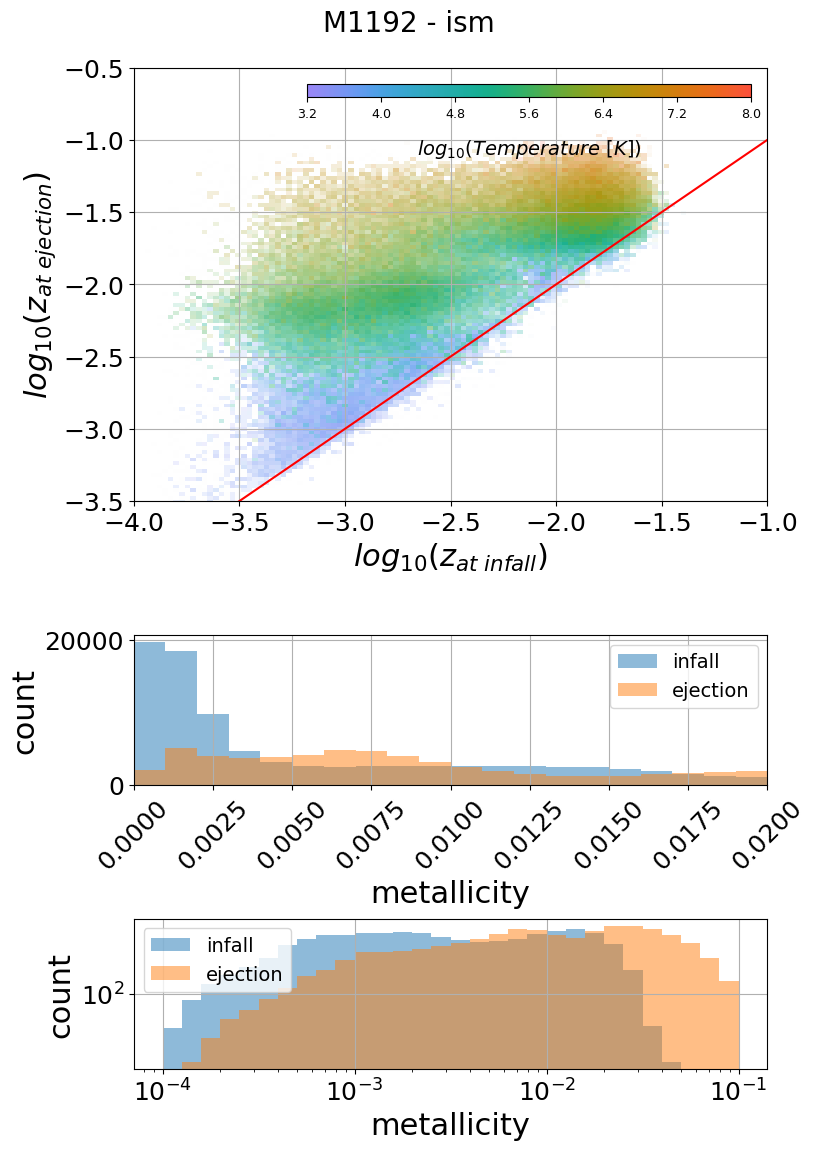 M1192 - ism
−0.5
3.2 4.0 4.8 5.6 6.4 7.2 8.0
−1.0
log₁₀(Temperature [K])
−1.5
−2.0
−2.5
−3.0
−3.5
log₁₀(z at ejection)
−4.0 −3.5 −3.0 −2.5 −2.0 −1.5 −1.0
log₁₀(z at infall)
20000
0
count
infall
ejection
0.0000 0.0025 0.0050 0.0075 0.0100 0.0125 0.0150 0.0175 0.0200
metallicity
infall
ejection
10²
count
10⁻⁴ 10⁻³ 10⁻² 10⁻¹
metallicity